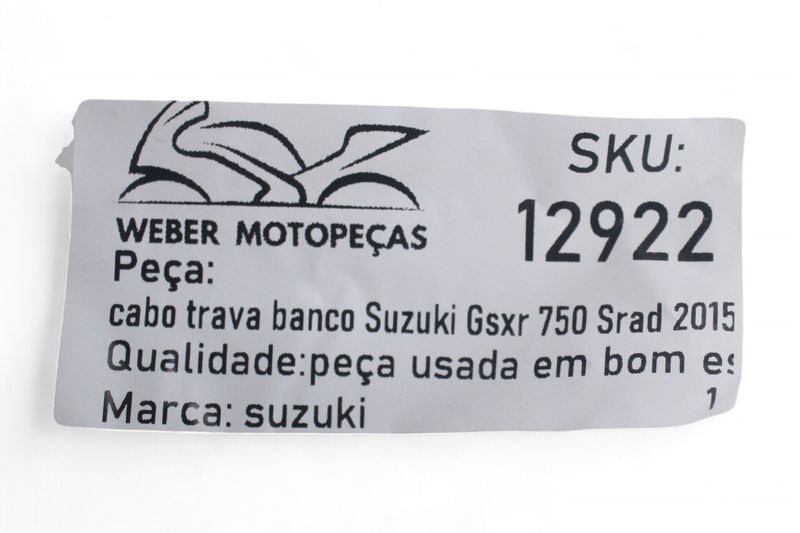 WEBER MOTOPEÇAS
SKU:
12922
Peça:
cabo trava banco Suzuki Gsxr 750 Srad 2015
Qualidade:peça usada em bom es
Marca: suzuki
1